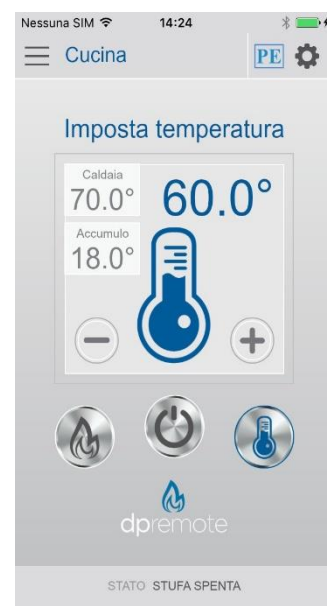 Nessuna SIM 14:24
Cucina PE
Imposta temperatura
Caldaia
70.0° 60.0°
Accumulo
18.0°
dpremote
STATO STUFA SPENTA